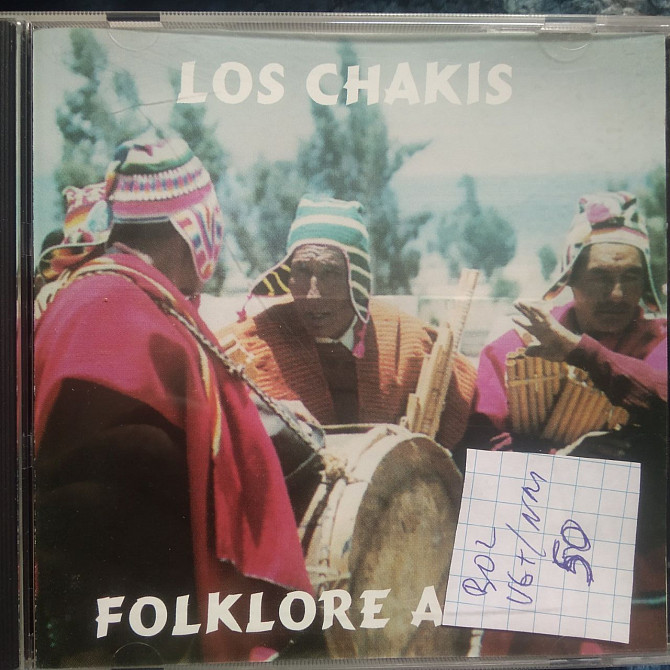 LOS CHAKIS
FOLKLORE A
BOL
VG+/NM
50